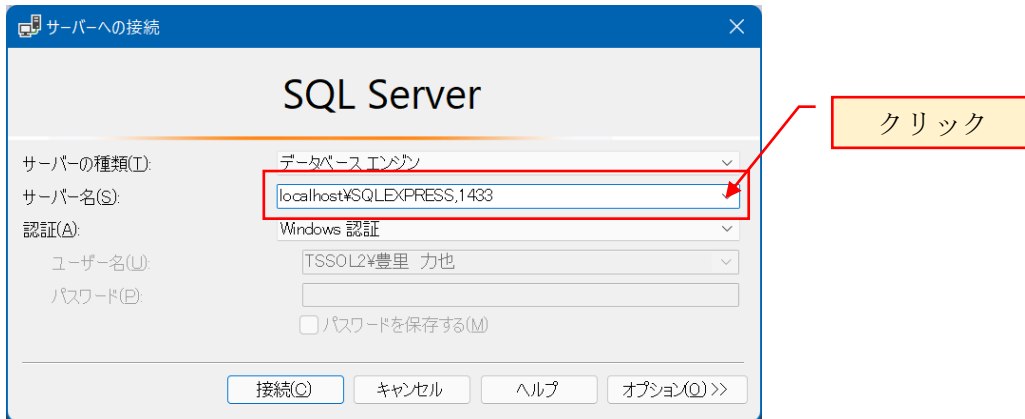 サーバーへの接続
SQL Server
クリック
サーバーの種類(T):
データベース エンジン
サーバー名(S):
localhost¥SQLEXPRESS,1433
認証(A):
Windows 認証
ユーザー名(U):
TSSOL2¥豊里 力也
パスワード(P):
パスワードを保存する(M)
接続(C)
キャンセル
ヘルプ
オプション(O) >>